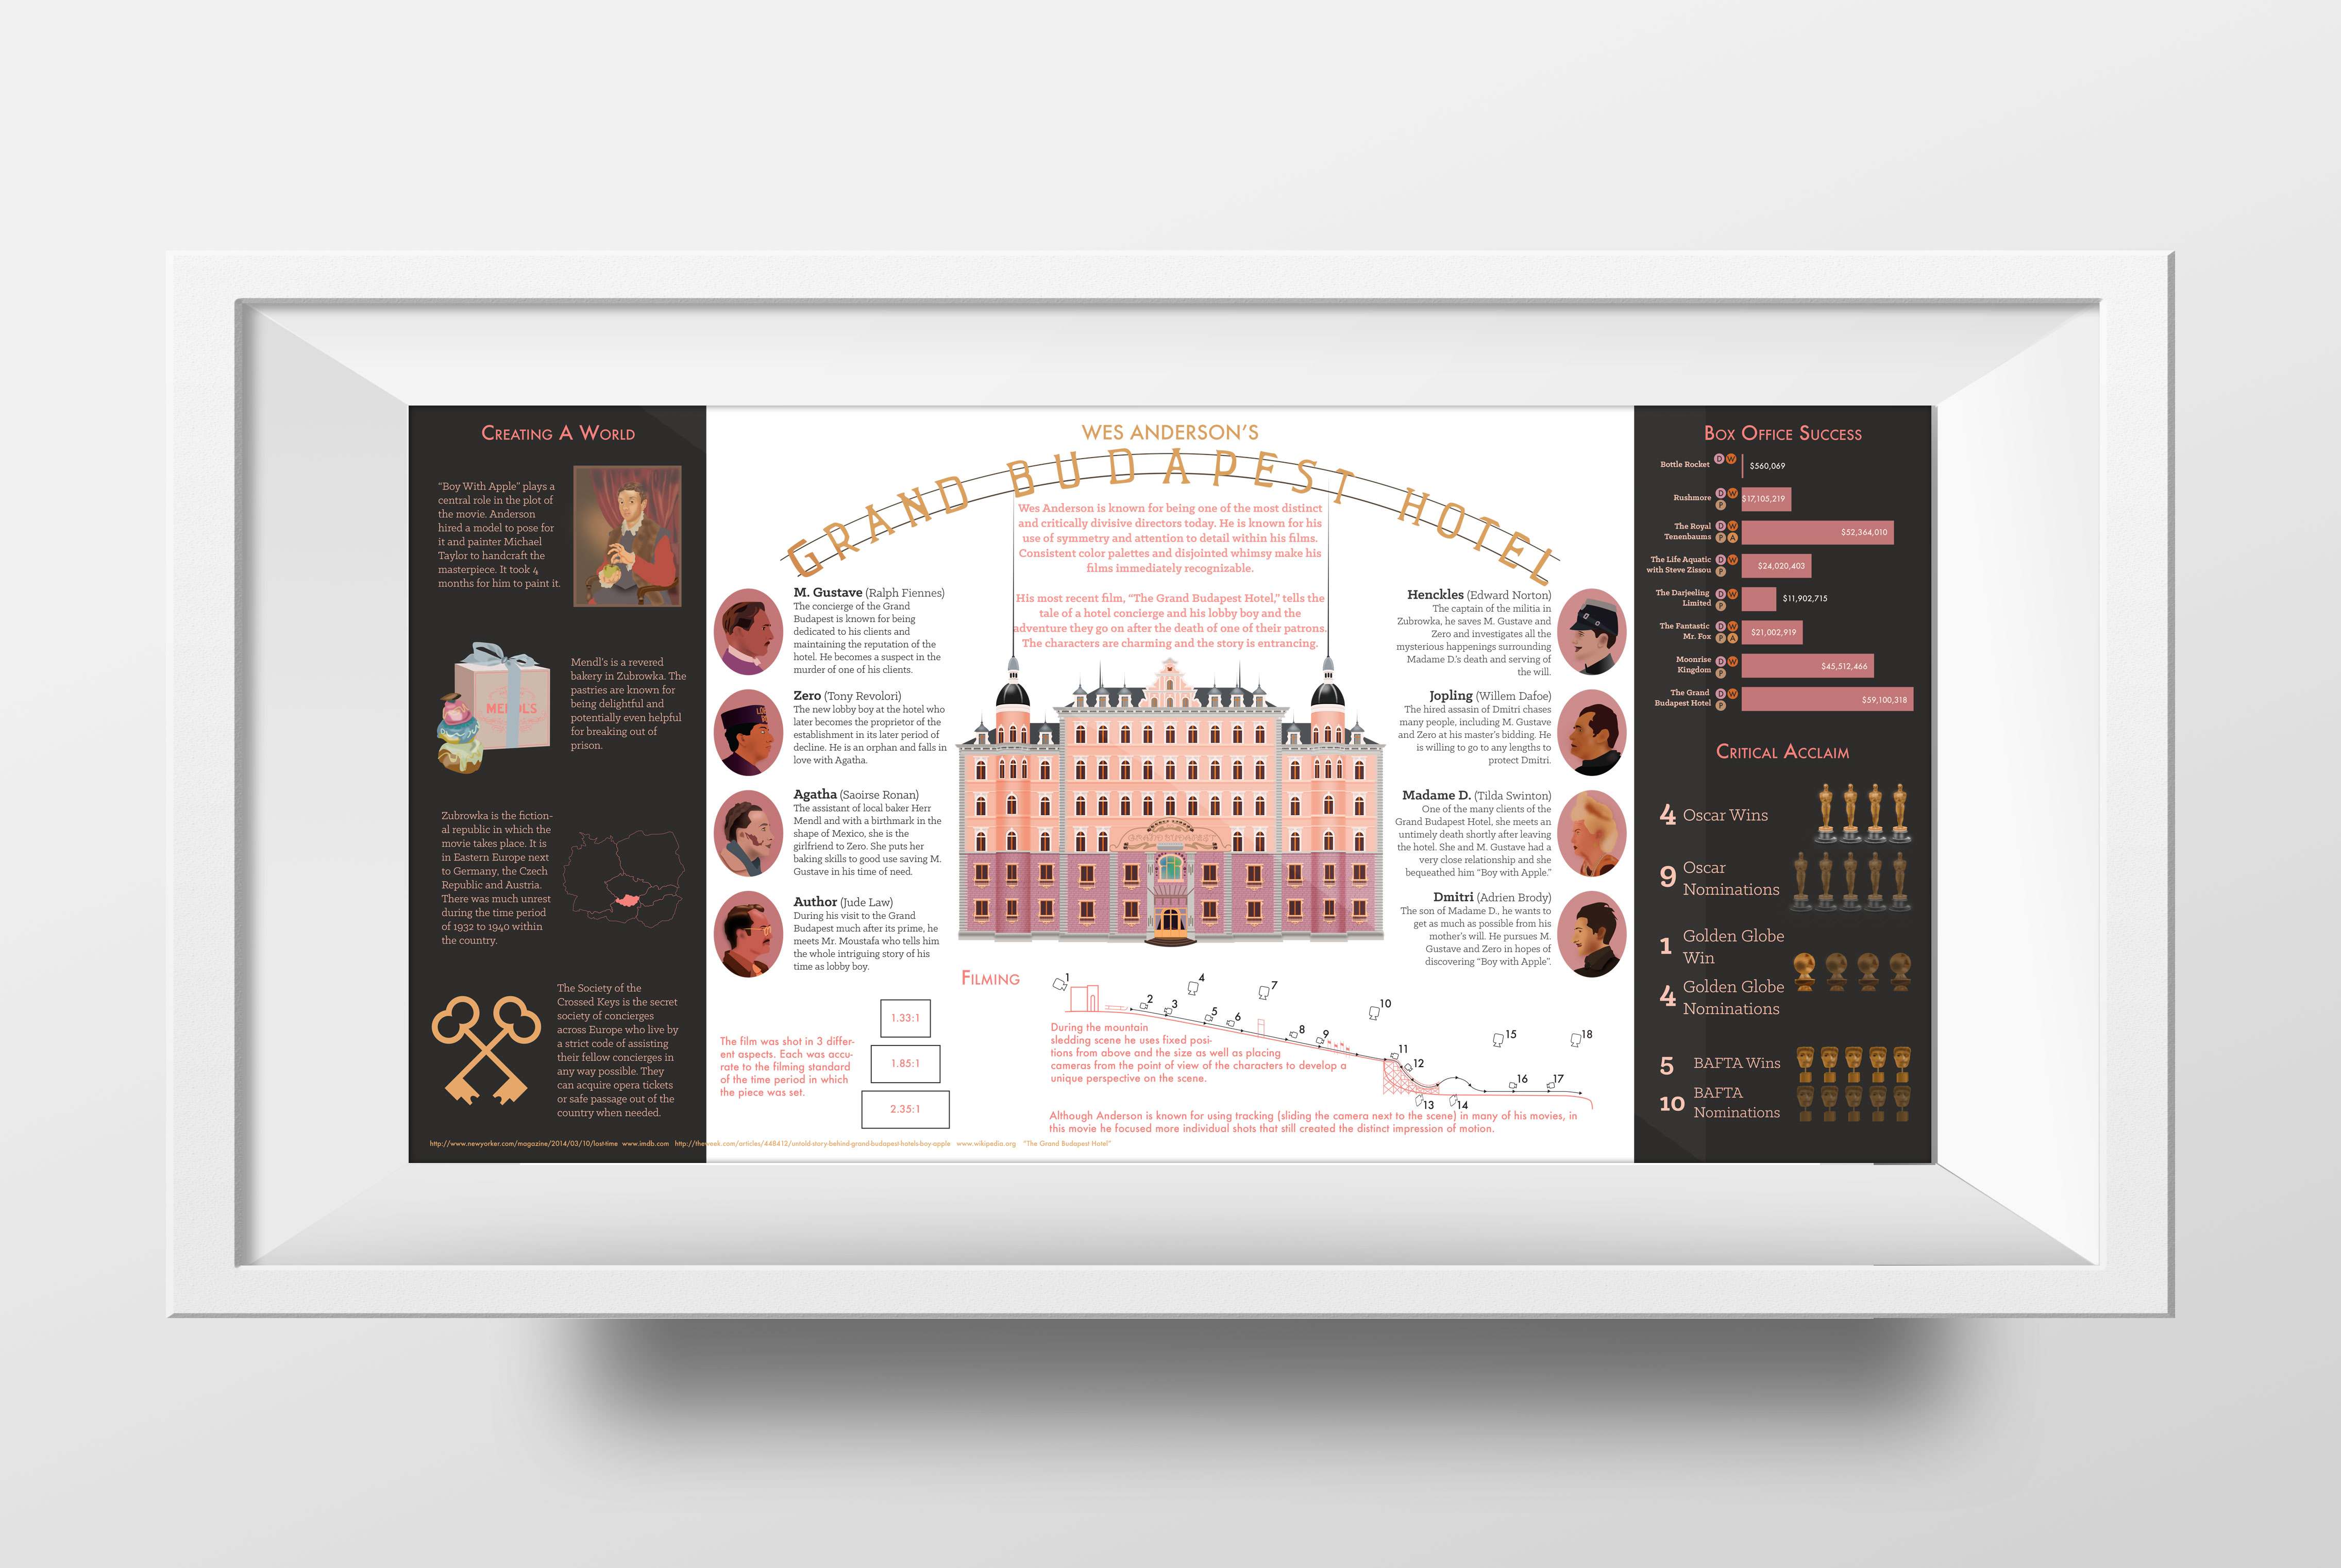 CREATING A WORLD
"Boy With Apple" plays a
central role in the plot of
the movie. Anderson
hired a model to pose for
it and painter Michael
Taylor to handcraft the
masterpiece. It took 4
months for him to paint it.
MENDL'S
Mendl's is a revered
bakery in Zubrowka. The
pastries are known for
being delightful and
potentially even helpful
for breaking out of
prison.
Zubrowka is the fiction-
al republic in which the
movie takes place. It is
in Eastern Europe next
to Germany, the Czech
Republic and Austria.
There was much unrest
during the time period
of 1932 to 1940 within
the country.
The Society of the
Crossed Keys is the secret
society of concierges
across Europe who live by
a strict code of assisting
their fellow concierges in
any way possible. They
can acquire opera tickets
or safe passage out of the
country when needed.
WES ANDERSON'S
GRAND BUDAPEST HOTEL
Wes Anderson is known for being one of the most distinct
and critically divisive directors today. He is known for his
use of symmetry and attention to detail within his films.
Consistent color palettes and disjointed whimsy make his
films immediately recognizable.
His most recent film, "The Grand Budapest Hotel," tells the
tale of a hotel concierge and his lobby boy and the
adventure they go on after the death of one of their patrons.
The characters are charming and the story is entrancing.
M. Gustave (Ralph Fiennes)
The concierge of the Grand
Budapest is known for being
dedicated to his clients and
maintaining the reputation of the
hotel. He becomes a suspect in the
murder of one of his clients.
Zero (Tony Revolori)
The new lobby boy at the hotel who
later becomes the proprietor of the
establishment in its later period of
decline. He is an orphan and falls in
love with Agatha.
Agatha (Saoirse Ronan)
The assistant of local baker Herr
Mendl and with a birthmark in the
shape of Mexico, she is the
girlfriend to Zero. She puts her
baking skills to good use saving M.
Gustave in his time of need.
Author (Jude Law)
During his visit to the Grand
Budapest much after its prime, he
meets Mr. Moustafa who tells him
the whole intriguing story of his
time as lobby boy.
GRAND BUDAPEST
Henckles (Edward Norton)
The captain of the militia in
Zubrowka, he saves M. Gustave and
Zero and investigates all the
mysterious happenings surrounding
Madame D.'s death and serving of
the will.
Jopling (Willem Dafoe)
The hired assasin of Dmitri chases
many people, including M. Gustave
and Zero at his master's bidding. He
is willing to go to any lengths to
protect Dmitri.
Madame D. (Tilda Swinton)
One of the many clients of the
Grand Budapest Hotel, she meets an
untimely death shortly after leaving
the hotel. She and M. Gustave had a
very close relationship and she
bequeathed him "Boy with Apple."
Dmitri (Adrien Brody)
The son of Madame D., he wants to
get as much as possible from his
mother's will. He pursues M.
Gustave and Zero in hopes of
discovering "Boy with Apple".
The film was shot in 3 differ-
ent aspects. Each was accu-
rate to the filming standard
of the time period in which
the piece was set.
1.33:1
1.85:1
2.35:1
FILMING
1
2
3
4
5
6
7
8
9
10
11
12
13
14
15
16
17
18
During the mountain
sledding scene he uses fixed posi-
tions from above and the size as well as placing
cameras from the point of view of the characters to develop a
unique perspective on the scene.
Although Anderson is known for using tracking (sliding the camera next to the scene) in many of his movies, in
this movie he focused more individual shots that still created the distinct impression of motion.
http://www.newyorker.com/magazine/2014/03/10/lost-time www.imdb.com http://theweek.com/articles/448412/untold-story-behind-grand-budapest-hotels-boy-apple www.wikipedia.org "The Grand Budapest Hotel"
BOX OFFICE SUCCESS
Bottle Rocket D W $560,069
Rushmore D W P $17,105,219
The Royal
Tenenbaums D W P A $52,364,010
The Life Aquatic
with Steve Zissou D W P $24,020,403
The Darjeeling
Limited D W P $11,902,715
The Fantastic
Mr. Fox D W P A $21,002,919
Moonrise
Kingdom D W P $45,512,466
The Grand
Budapest Hotel D W P $59,100,318
CRITICAL ACCLAIM
4 Oscar Wins
9 Oscar
Nominations
1 Golden Globe
Win
4 Golden Globe
Nominations
5 BAFTA Wins
10 BAFTA
Nominations